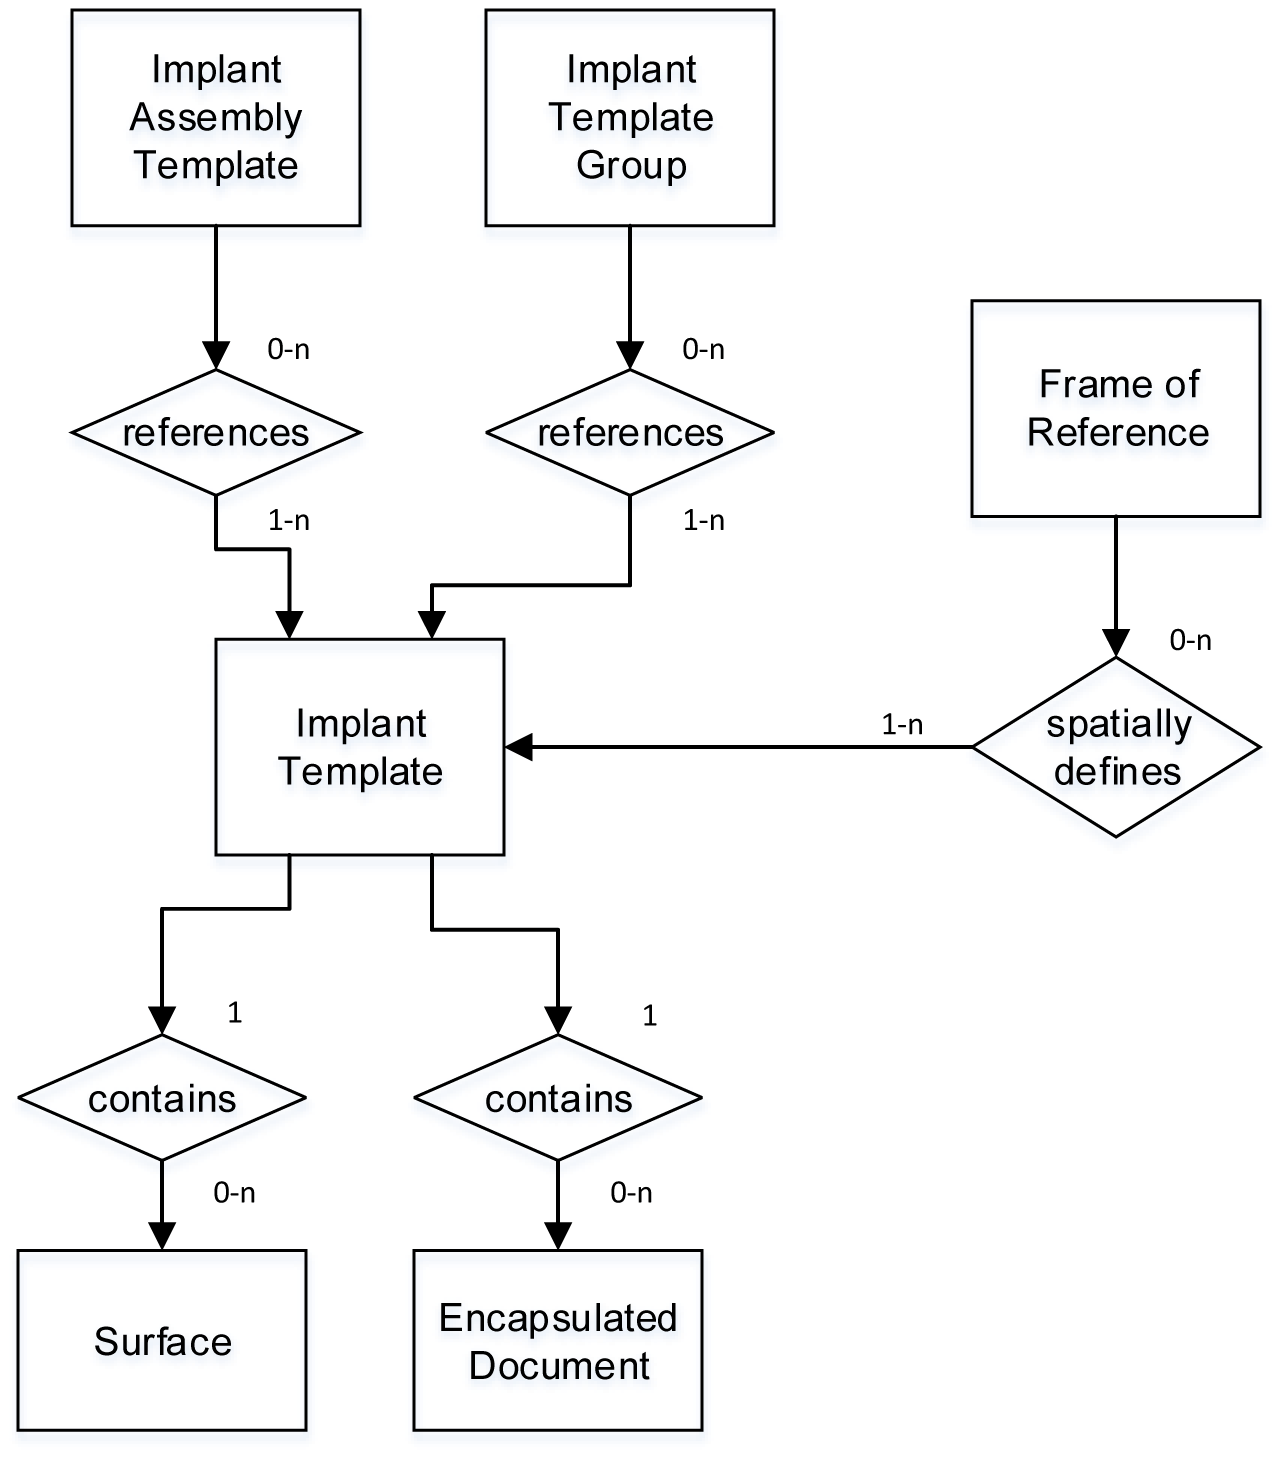 Implant
Assembly
Template
Implant
Template
Group
0-n
0-n
references
references
Frame of
Reference
1-n
1-n
0-n
Implant
Template
1-n
spatially
defines
1
1
contains
contains
0-n
0-n
Surface
Encapsulated
Document